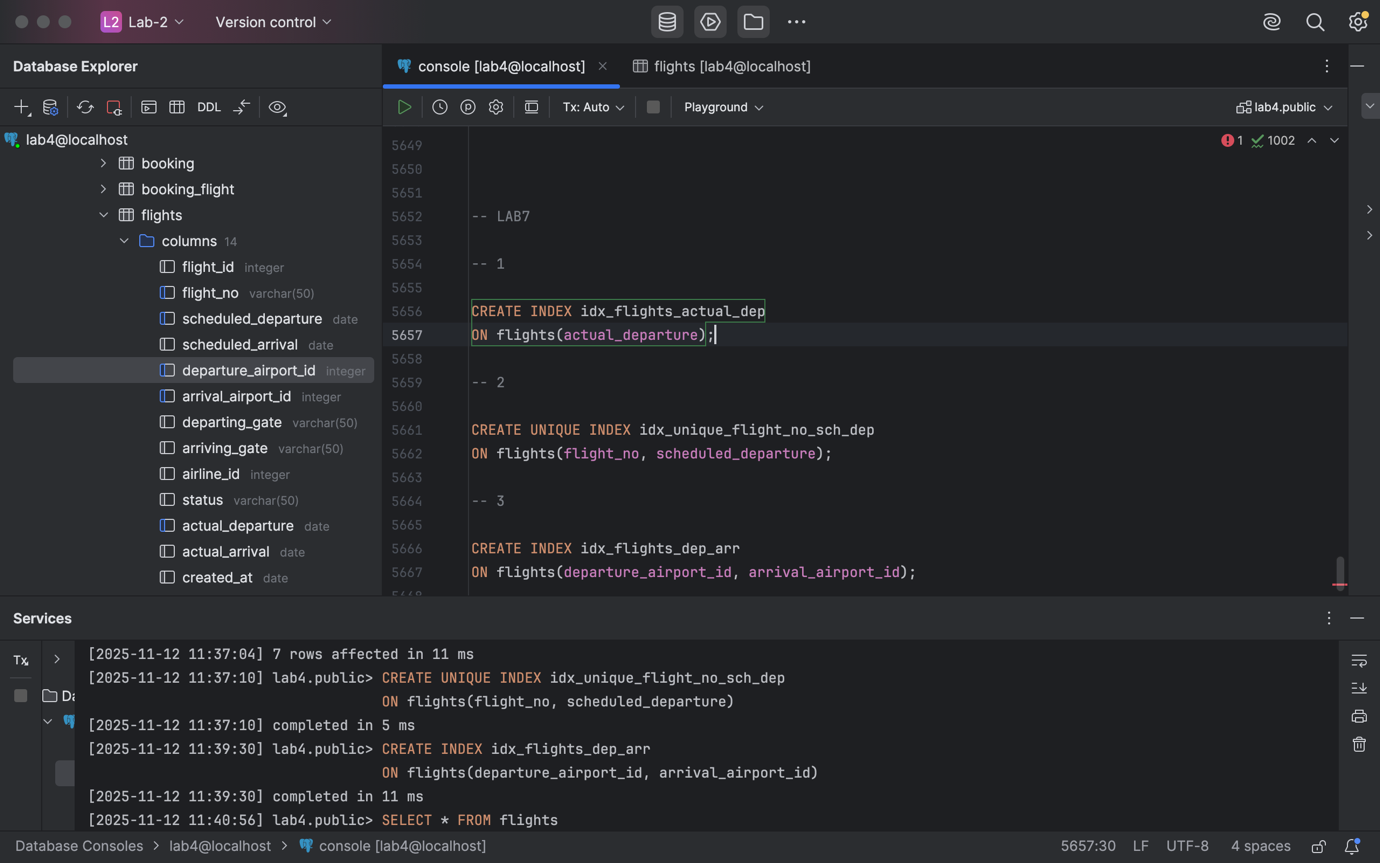 L2 Lab-2 Version control
Database Explorer
console [lab4@localhost]
flights [lab4@localhost]
DDL
Tx: Auto
Playground
lab4.public
lab4@localhost
booking
booking_flight
flights
columns 14
flight_id integer
flight_no varchar(50)
scheduled_departure date
scheduled_arrival date
departure_airport_id integer
arrival_airport_id integer
departing_gate varchar(50)
arriving_gate varchar(50)
airline_id integer
status varchar(50)
actual_departure date
actual_arrival date
created_at date
1 1002
5649
5650
5651
5652 -- LAB7
5653
5654 -- 1
5655
5656 CREATE INDEX idx_flights_actual_dep
5657 ON flights(actual_departure);
5658
5659 -- 2
5660
5661 CREATE UNIQUE INDEX idx_unique_flight_no_sch_dep
5662 ON flights(flight_no, scheduled_departure);
5663
5664 -- 3
5665
5666 CREATE INDEX idx_flights_dep_arr
5667 ON flights(departure_airport_id, arrival_airport_id);
5668
Services
Tx
Da
[2025-11-12 11:37:04] 7 rows affected in 11 ms
[2025-11-12 11:37:10] lab4.public> CREATE UNIQUE INDEX idx_unique_flight_no_sch_dep
ON flights(flight_no, scheduled_departure)
[2025-11-12 11:37:10] completed in 5 ms
[2025-11-12 11:39:30] lab4.public> CREATE INDEX idx_flights_dep_arr
ON flights(departure_airport_id, arrival_airport_id)
[2025-11-12 11:39:30] completed in 11 ms
[2025-11-12 11:40:56] lab4.public> SELECT * FROM flights
Database Consoles > lab4@localhost > console [lab4@localhost]
5657:30 LF UTF-8 4 spaces